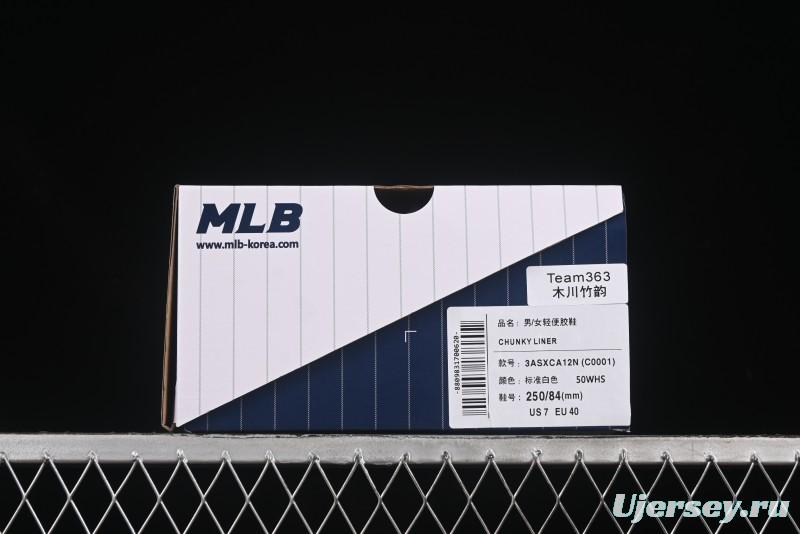 MLB
www.mlb-korea.com
Team363
木川竹韵
品名：男/女轻便胶鞋
CHUNKY LINER
款号：3ASXCA12N (C0001)
颜色：标准白色 50WHS
鞋号：250/84(mm)
US 7 EU 40
-8809831700620-
Ujersey.ru